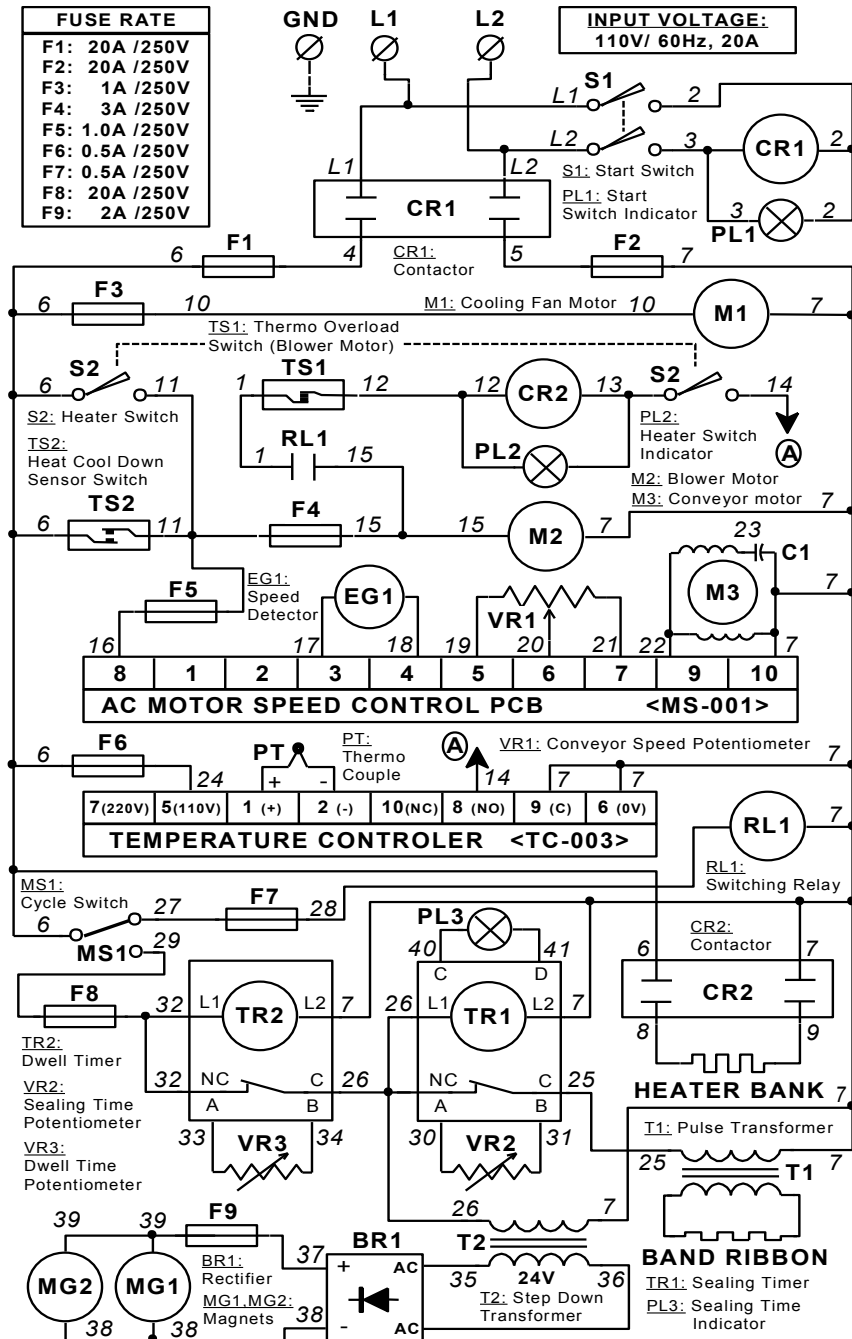 FUSE RATE
F1: 20A /250V
F2: 20A /250V
F3: 1A /250V
F4: 3A /250V
F5: 1.0A /250V
F6: 0.5A /250V
F7: 0.5A /250V
F8: 20A /250V
F9: 2A /250V
GND L1 L2
INPUT VOLTAGE:
110V/ 60Hz, 20A
S1
L1 2
L2 3
CR1 2
S1: Start Switch
PL1: Start
Switch Indicator
3 2
PL1
L1 L2
CR1
4 5
CR1:
Contactor
6 F1
F2 7
F3
6 10
M1: Cooling Fan Motor 10
M1 7
TS1: Thermo Overload
Switch (Blower Motor)
S2
6 11
TS1
1 12
12 CR2 13
S2
14
S2: Heater Switch
TS2:
Heat Cool Down
Sensor Switch
RL1
1 15
PL2
PL2:
Heater Switch
Indicator
A
M2: Blower Motor
M3: Conveyor motor 7
TS2
6 11
F4
15
15 M2 7
23
C1
M3
7
F5
EG1:
Speed
Detector
EG1
VR1
16 17 18 19 20 21 22 7
8 1 2 3 4 5 6 7 9 10
AC MOTOR SPEED CONTROL PCB <MS-001>
F6
6 24
PT
+ -
PT:
Thermo
Couple
A
14
VR1: Conveyor Speed Potentiometer 7
7 7
7(220V) 5(110V) 1 (+) 2 (-) 10(NC) 8 (NO) 9 (C) 6 (0V)
TEMPERATURE CONTROLER <TC-003>
RL1 7
RL1:
Switching Relay
MS1:
Cycle Switch
6 27
F7
28
MS1 29
PL3
40 41
C D
CR2:
Contactor
6 7
CR2
8 9
F8
32 L1 TR2 L2 7
26 L1 TR1 L2 7
TR2:
Dwell Timer
32 NC C 26
A B
NC C 25
A B
HEATER BANK 7
VR2:
Sealing Time
Potentiometer
33 VR3 34
30 VR2 31
T1: Pulse Transformer
25 7
T1
VR3:
Dwell Time
Potentiometer
26 7
T2
24V
35 36
BAND RIBBON
TR1: Sealing Timer
PL3: Sealing Time
Indicator
39 39 F9
BR1:
Rectifier
37 BR1
+ AC
- AC
MG2 MG1
MG1,MG2:
Magnets
38
T2: Step Down
Transformer
38 38